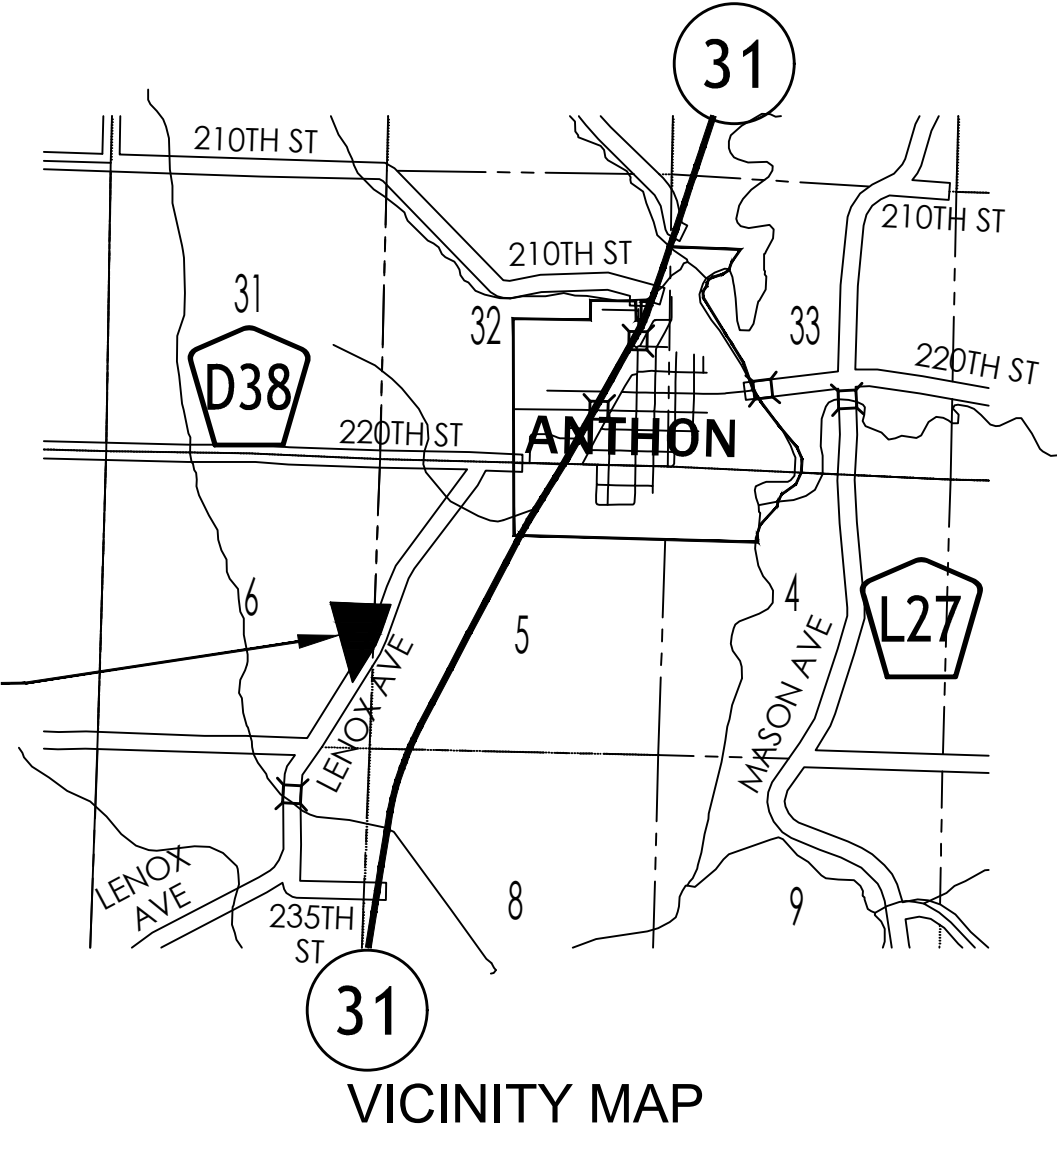 31
210TH ST
210TH ST
210TH ST
31
32
33
D38
220TH ST
220TH ST
ANTHON
6
5
4
L27
LENOX AVE
MASON AVE
LENOX
AVE
235TH
ST
8
9
31
VICINITY MAP